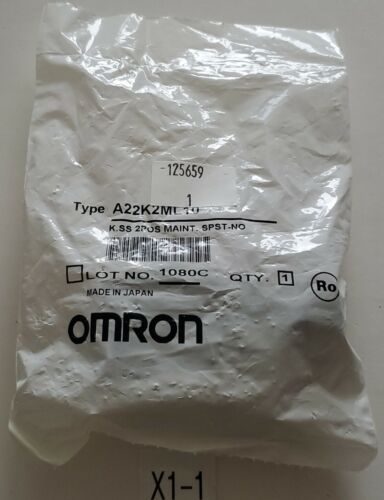 -125659
1
Type A22K2ML10
K.SS 2POS MAINT. SPST-NO
LOT NO. 1080C QTY. 1
Ro
MADE IN JAPAN
OMRON
X1-1